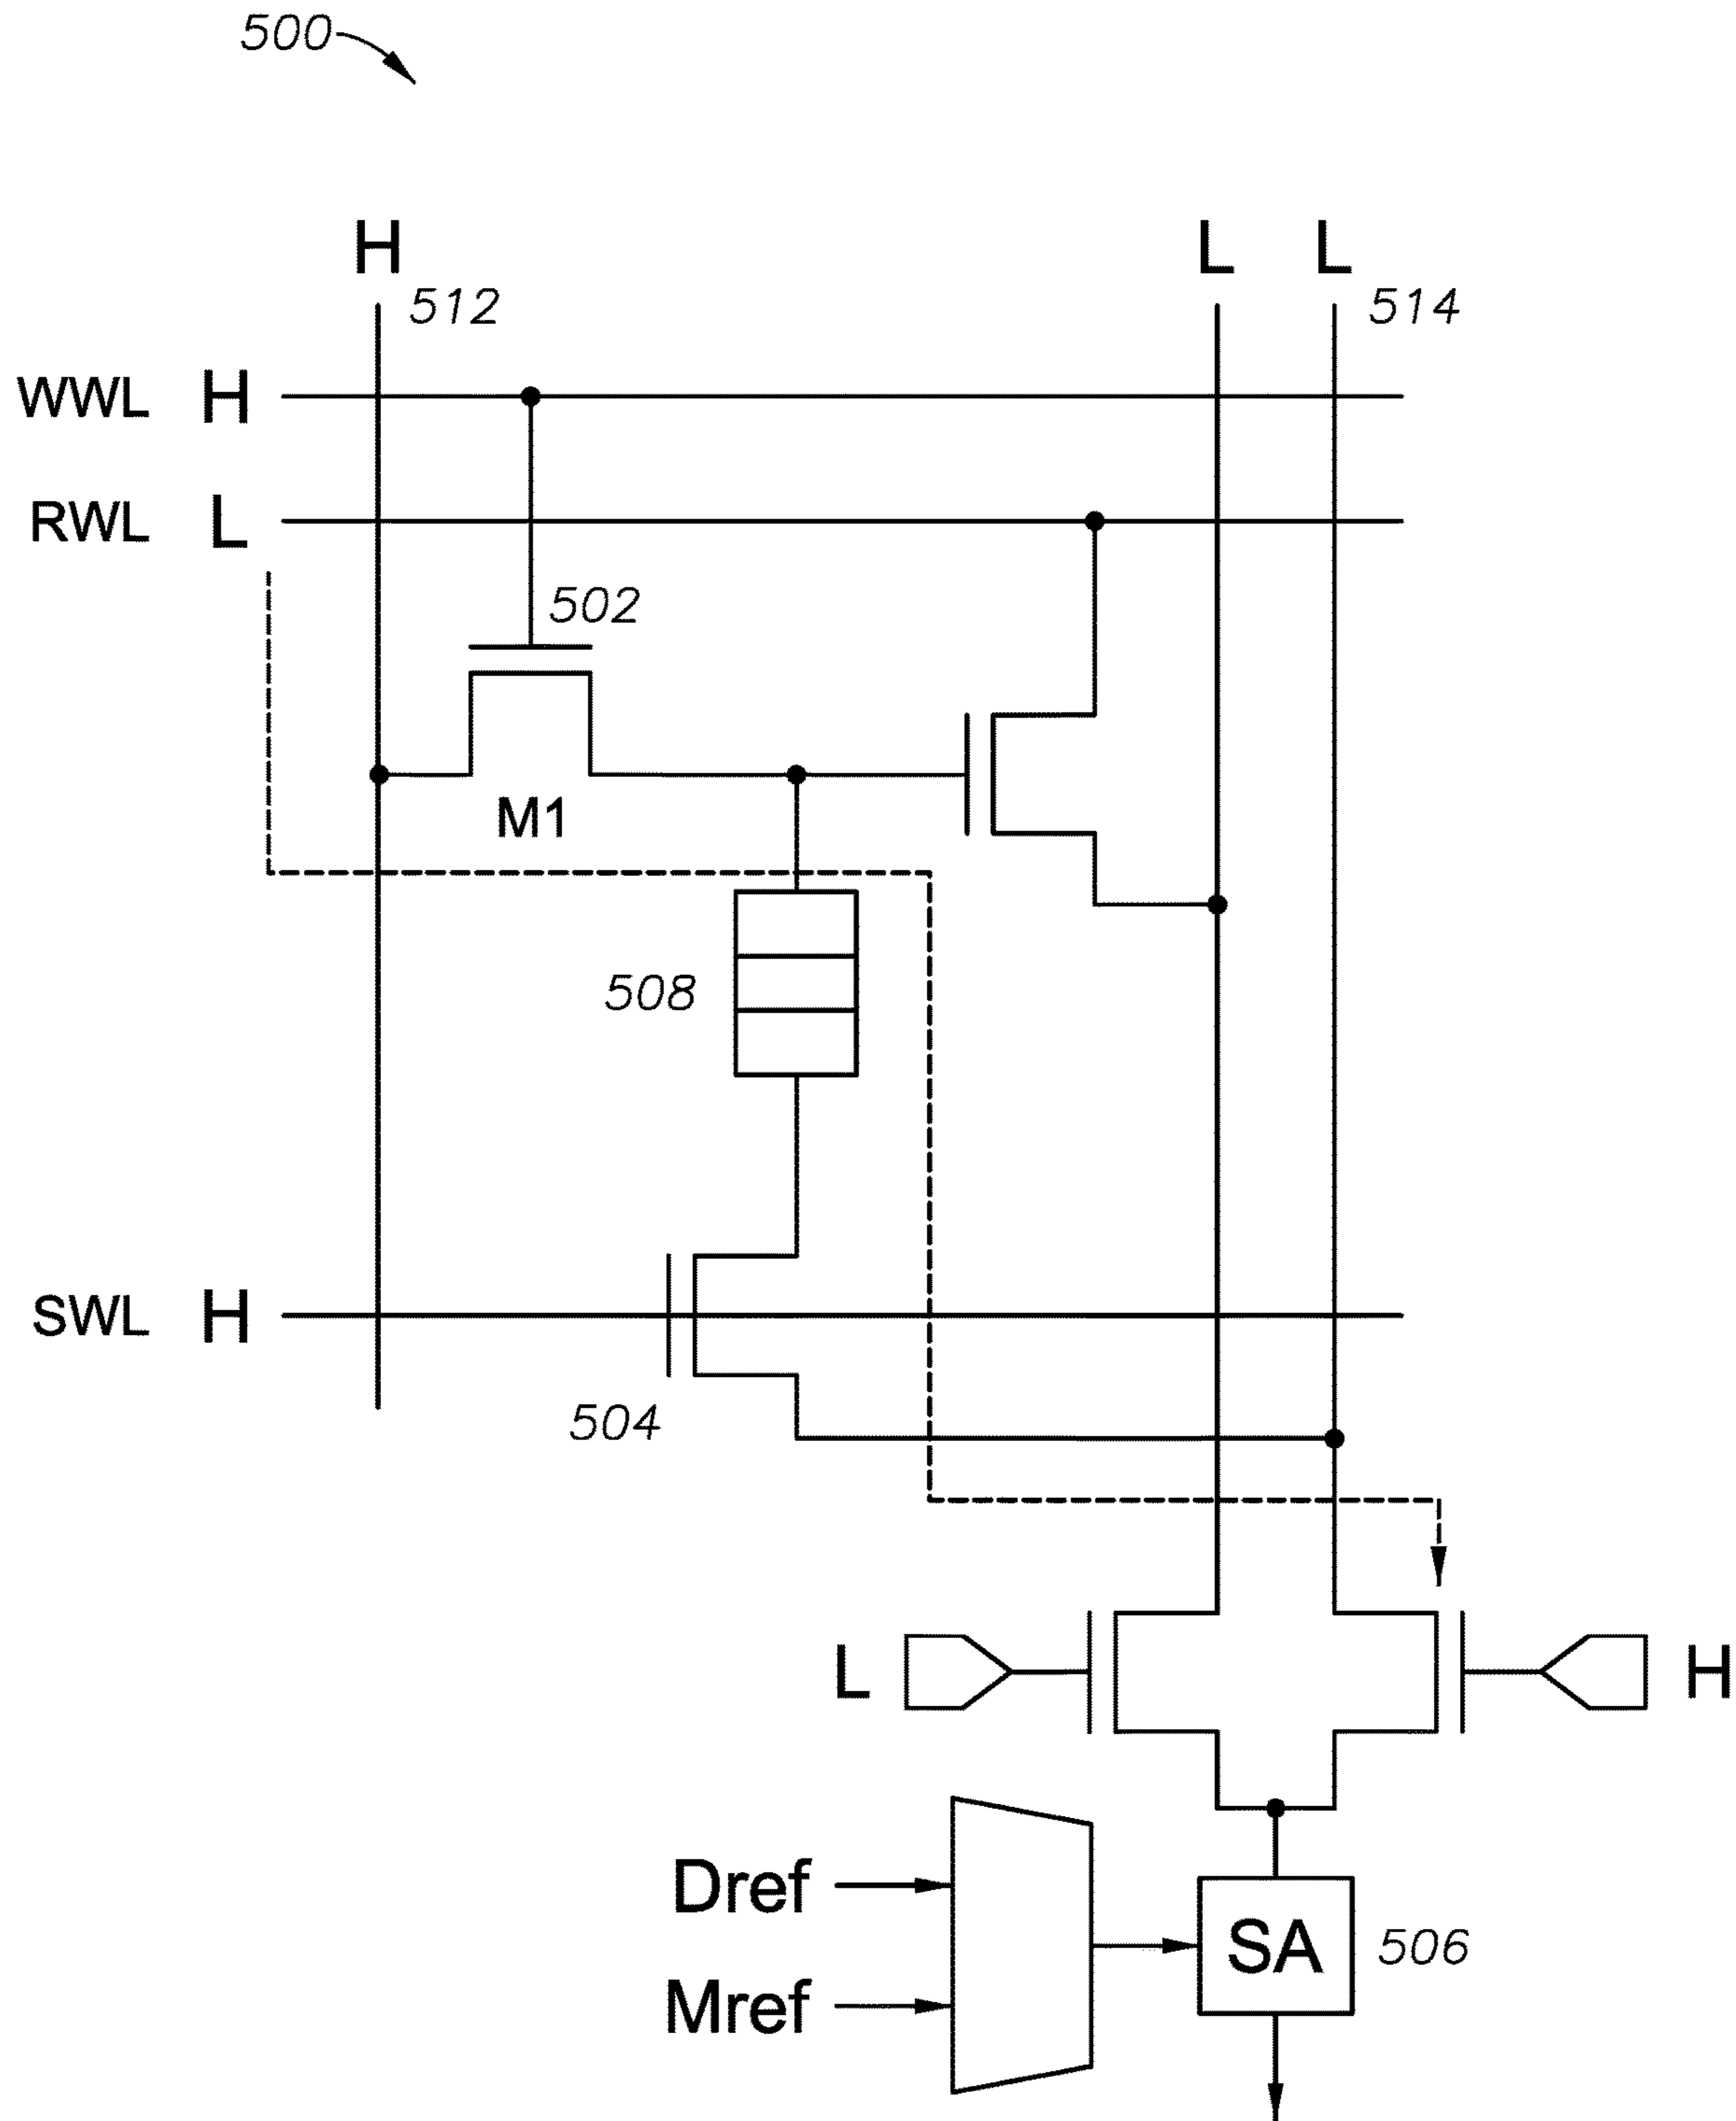 500
H L L
512 514
WWL H
RWL L
502
M1
508
SWL H
504
L H
Dref
SA 506
Mref